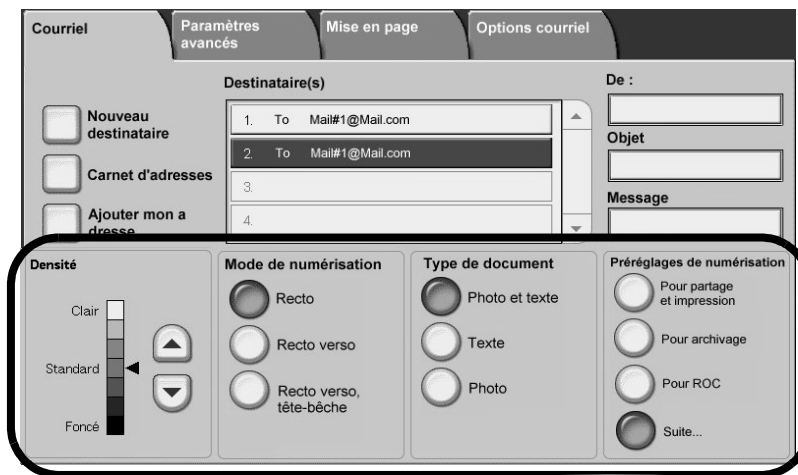 Courriel
Paramètres
avancés
Mise en page
Options courriel
Nouveau
destinataire
Carnet d'adresses
Ajouter mon a
dresse
Destinataire(s)
1. To Mail#1@Mail.com
2. To Mail#1@Mail.com
3.
4.
De :
Objet
Message
Densité
Clair
Standard
Foncé
Mode de numérisation
Recto
Recto verso
Recto verso,
tête-bêche
Type de document
Photo et texte
Texte
Photo
Préréglages de numérisation
Pour partage
et impression
Pour archivage
Pour ROC
Suite...